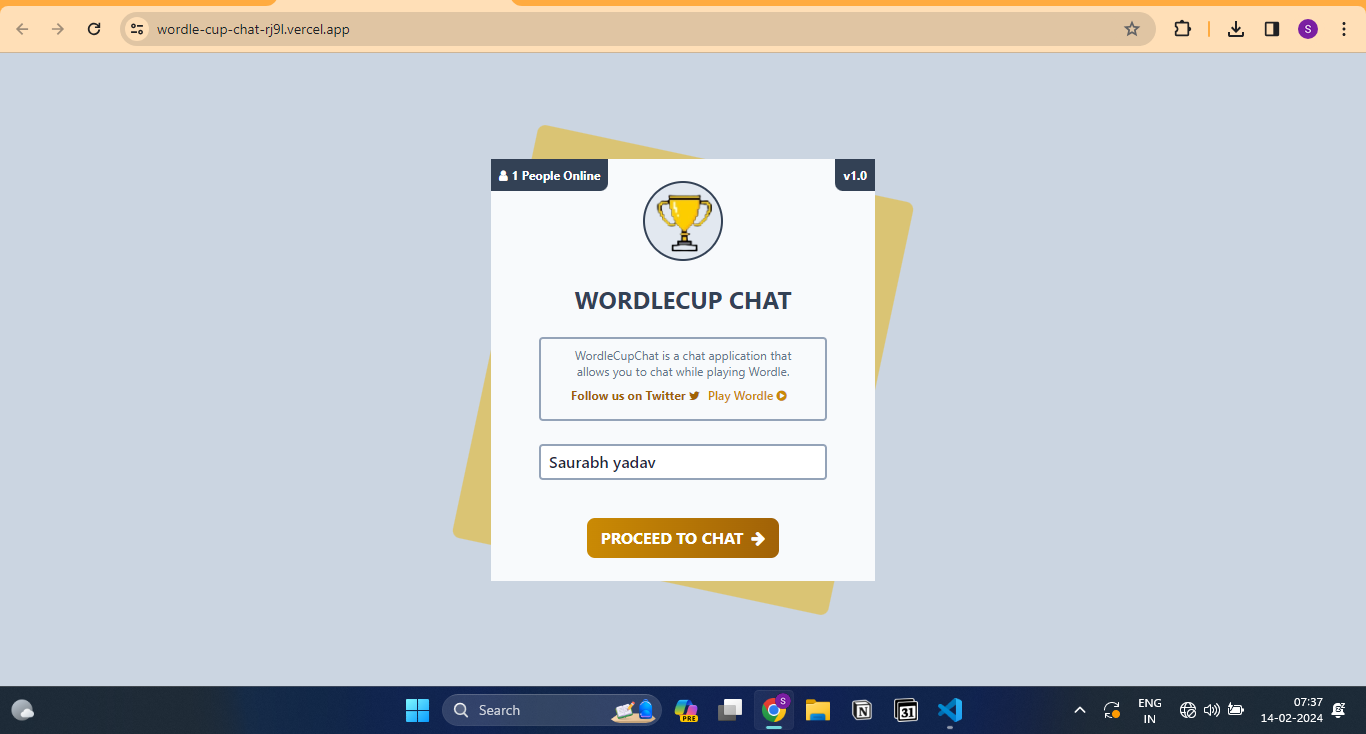 wordle-cup-chat-rj9l.vercel.app
S
1 People Online
v1.0
WORDLECUP CHAT
WordleCupChat is a chat application that
allows you to chat while playing Wordle.
Follow us on Twitter Play Wordle
Saurabh yadav
PROCEED TO CHAT
Search
PRE
S
N
31
ENG
IN
07:37
14-02-2024